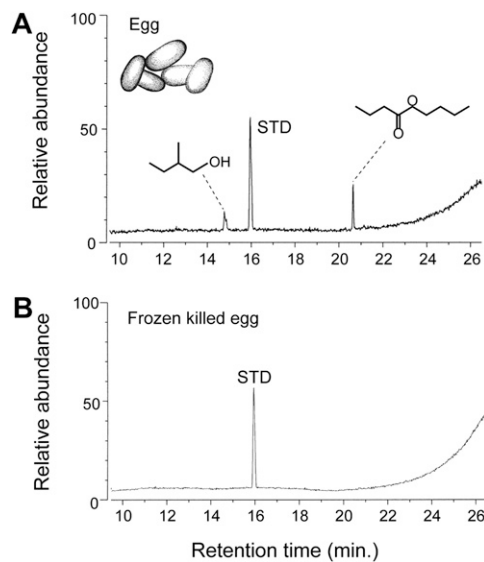 A
Egg
Relative abundance
100
50
0
OH
STD
O
O
10 12 14 16 18 20 22 24 26
B
Frozen killed egg
Relative abundance
100
50
0
STD
10 12 14 16 18 20 22 24 26
Retention time (min.)